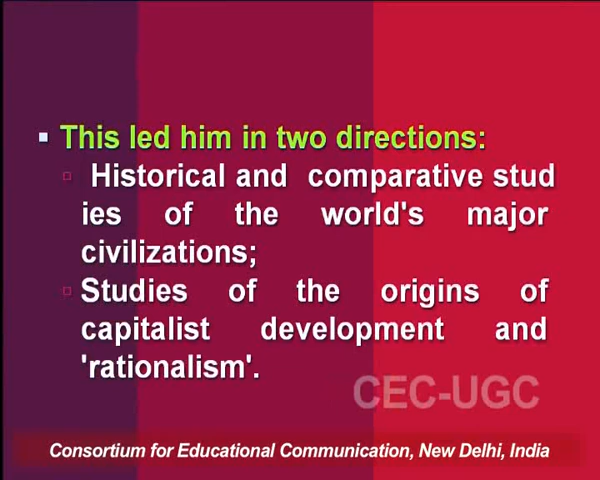 ▪ This led him in two directions:
▫ Historical and comparative stud
ies of the world's major
civilizations;
▫ Studies of the origins of
capitalist development and
'rationalism'.
CEC-UGC
Consortium for Educational Communication, New Delhi, India